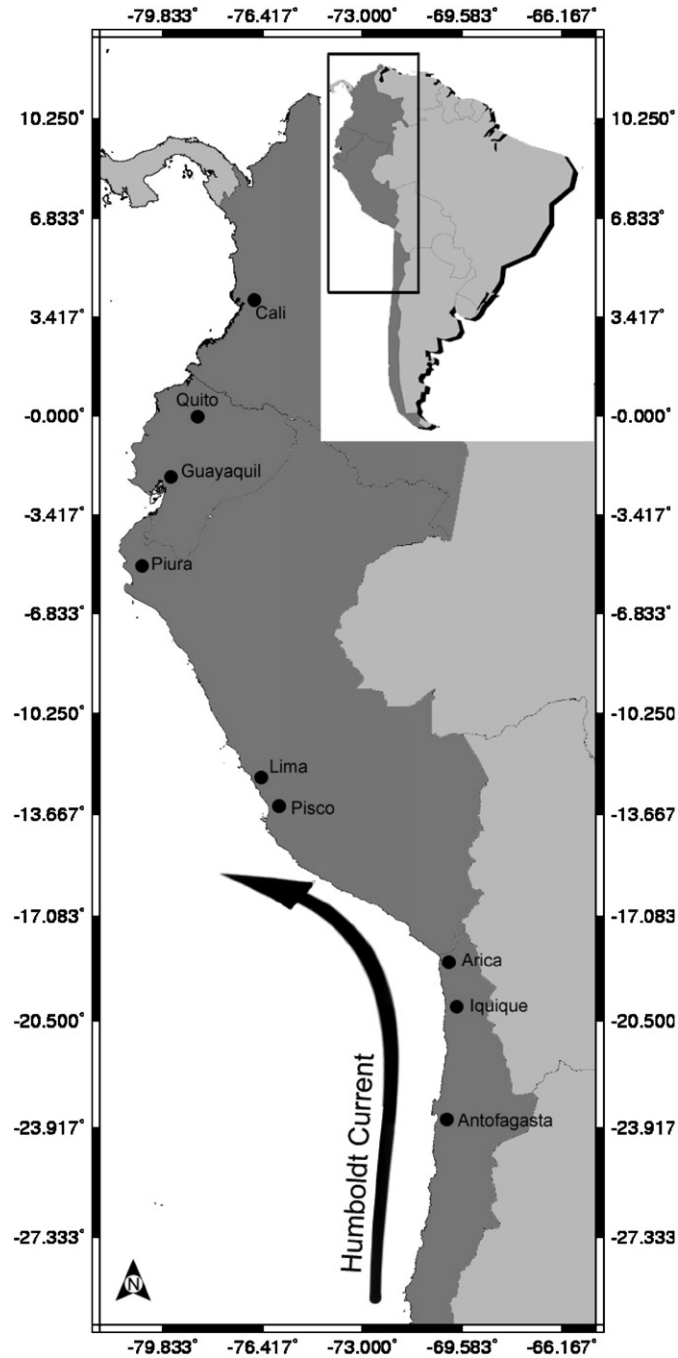 -79.833° -76.417° -73.000° -69.583° -66.167°
10.250° 10.250°
6.833° 6.833°
3.417° 3.417°
Cali
Quito
-0.000° -0.000°
Guayaquil
-3.417° -3.417°
Piura
-6.833° -6.833°
-10.250° -10.250
Lima
Pisco
-13.667° -13.667°
-17.083° -17.083°
Arica
Iquique
-20.500° -20.500°
Humboldt Current
Antofagasta
-23.917° -23.917°
-27.333° -27.333°
N
-79.833° -76.417° -73.000° -69.583° -66.167°